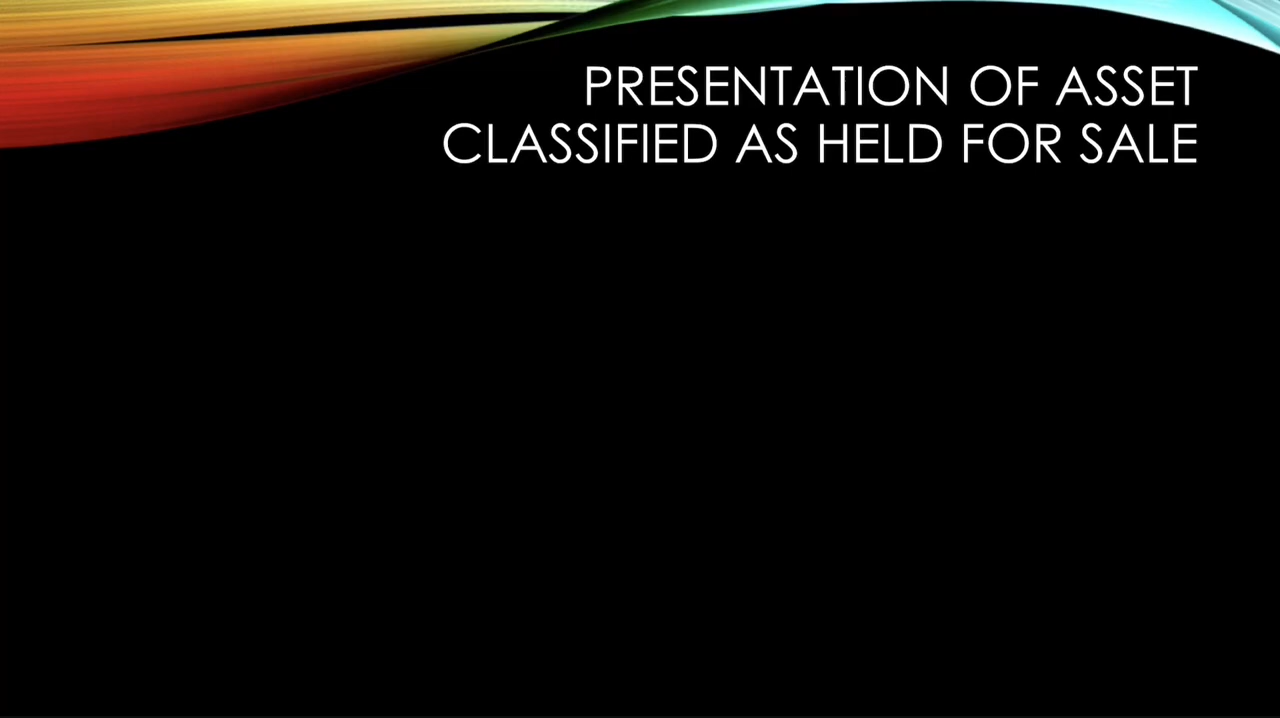 PRESENTATION OF ASSET
CLASSIFIED AS HELD FOR SALE